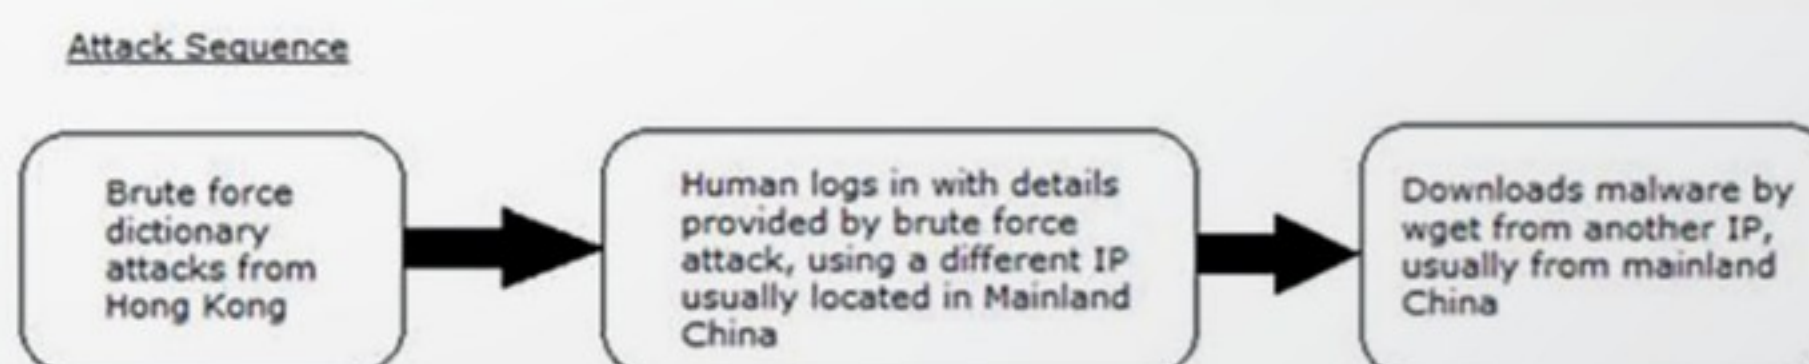 Attack Sequence
Brute force
dictionary
attacks from
Hong Kong
Human logs in with details
provided by brute force
attack, using a different IP
usually located in Mainland
China
Downloads malware by
wget from another IP,
usually from mainland
China